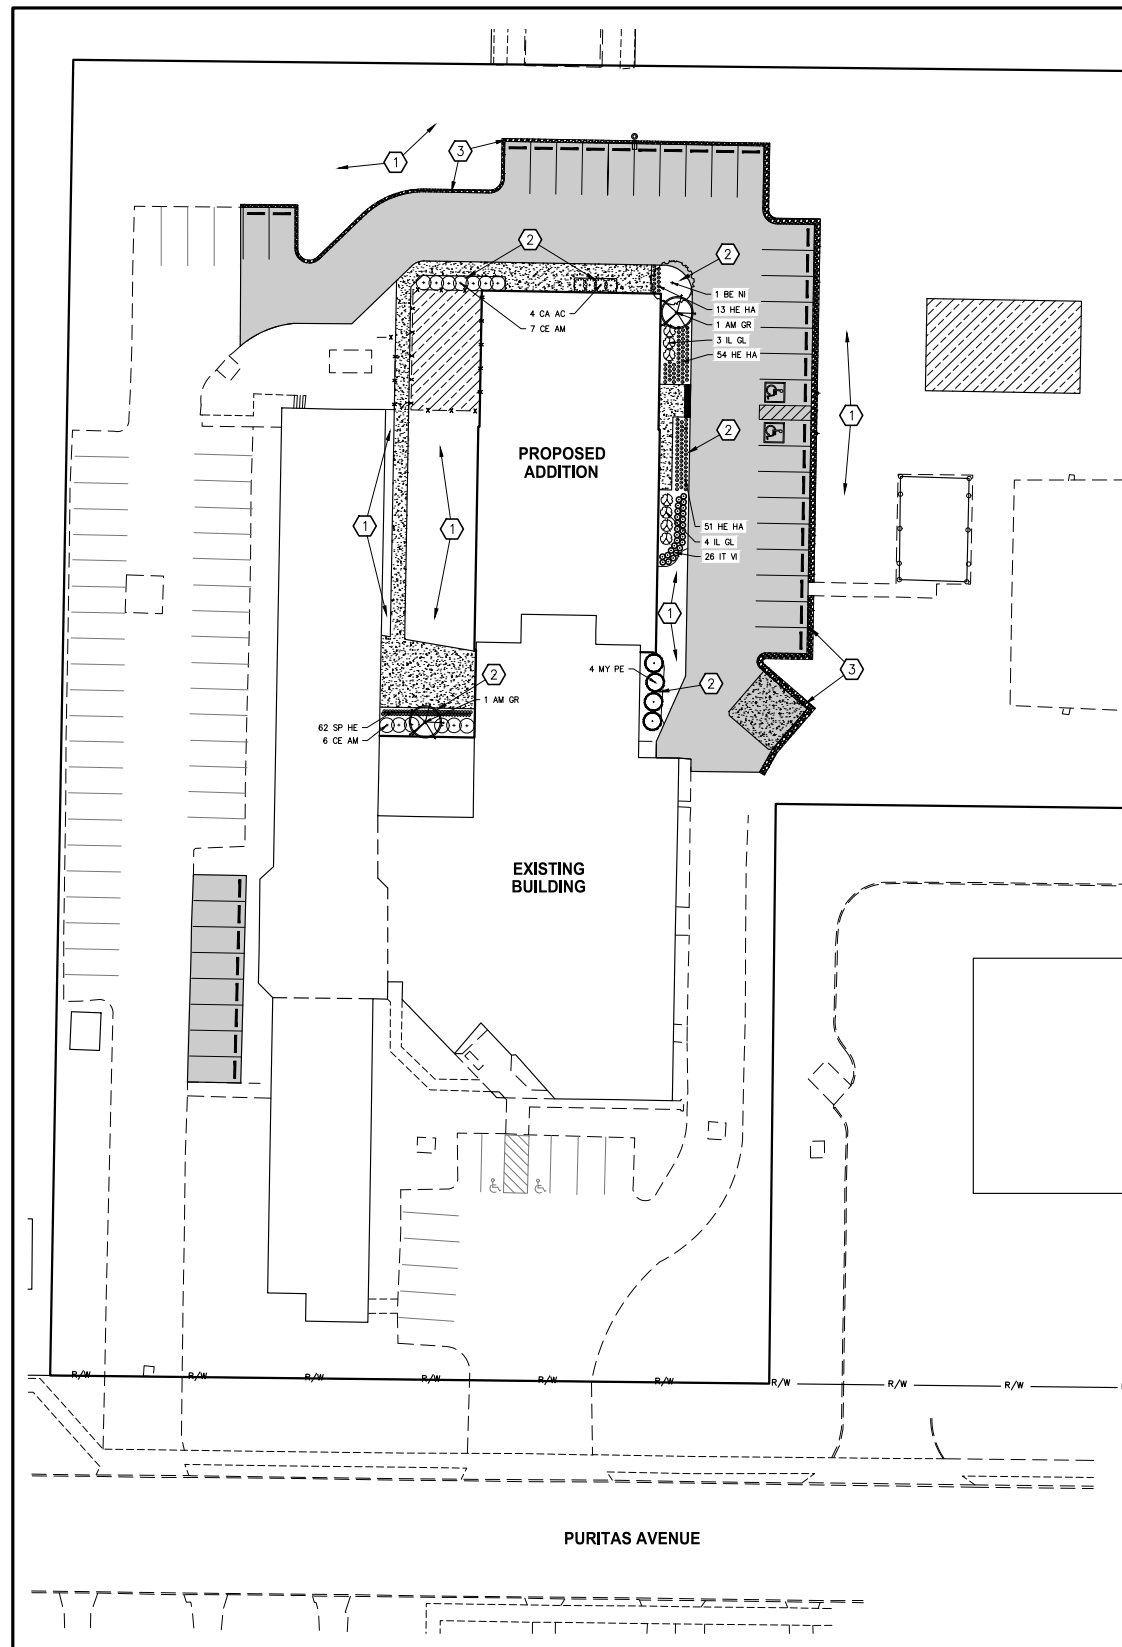 3
1
2
2
1 BE NI
13 HE HA
4 CA AC
1 AM GR
7 CE AM
3 IL GL
54 HE HA
1
2
PROPOSED
ADDITION
1
1
51 HE HA
4 IL GL
26 IT VI
1
4 MY PE
3
2
2
1 AM GR
62 SP HE
6 CE AM
EXISTING
BUILDING
R/W R/W R/W R/W R/W R/W R/W R/W R/W
PURITAS AVENUE